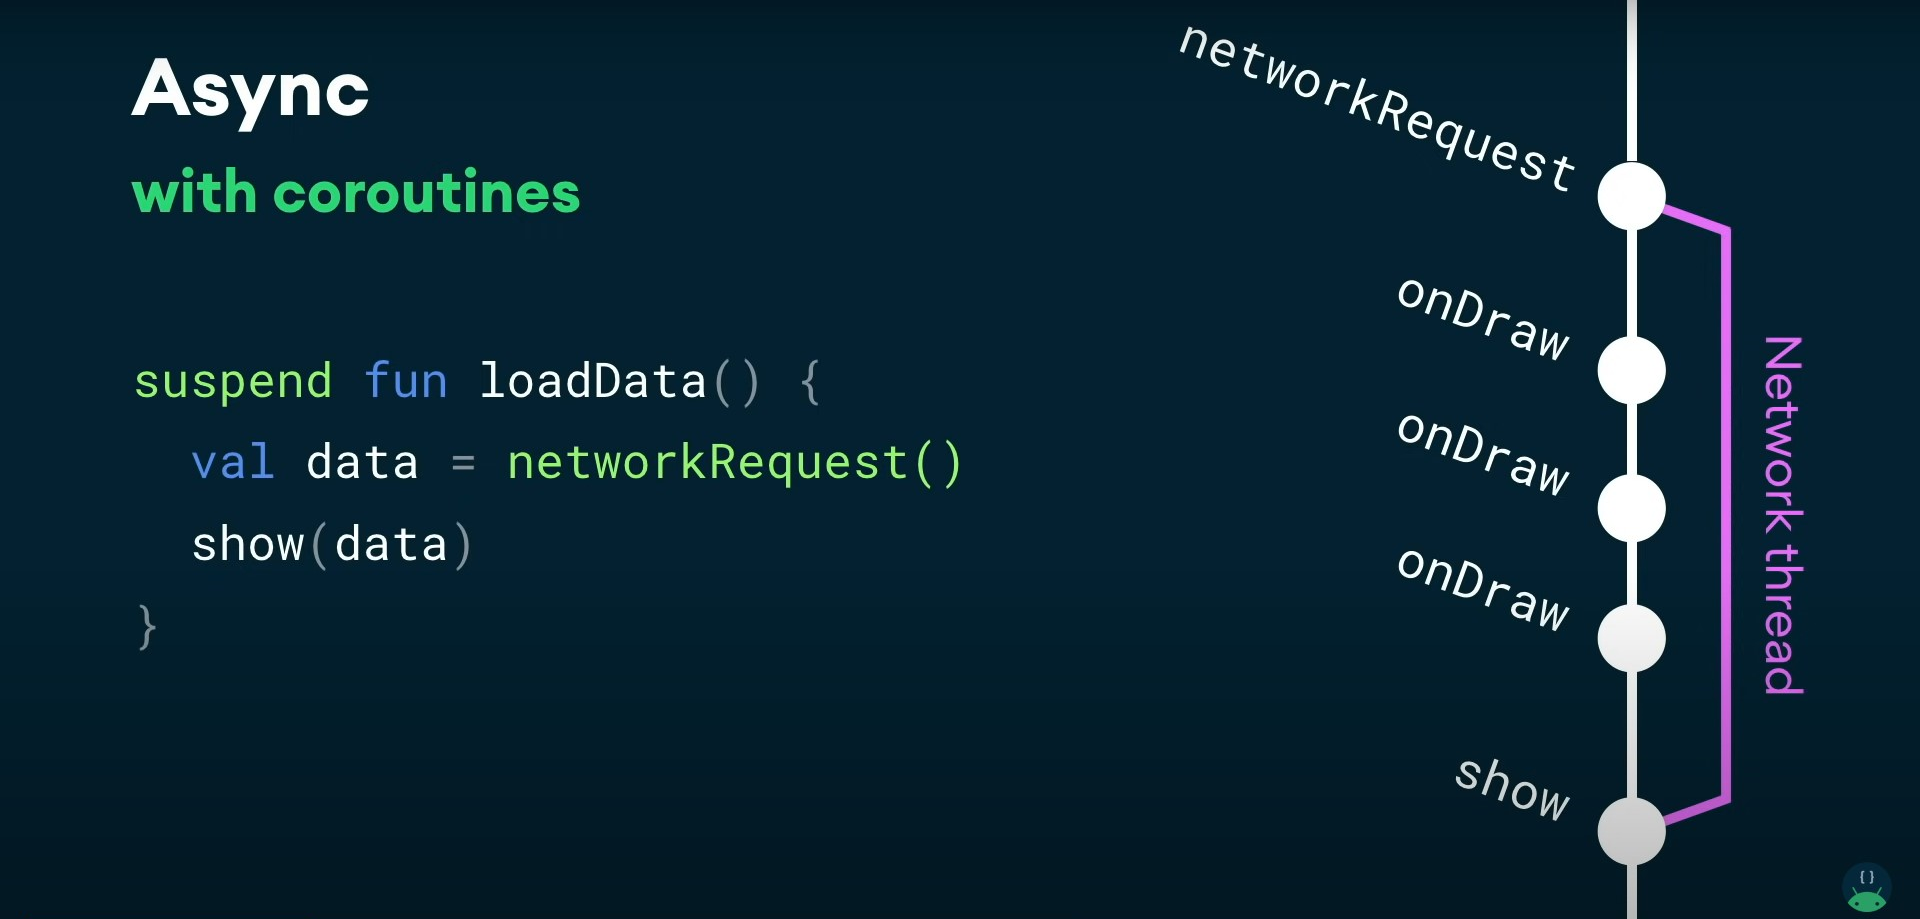 Async
with coroutines
suspend fun loadData() {
  val data = networkRequest()
  show(data)
}
networkRequest
onDraw
onDraw
onDraw
show
Network thread
{ }